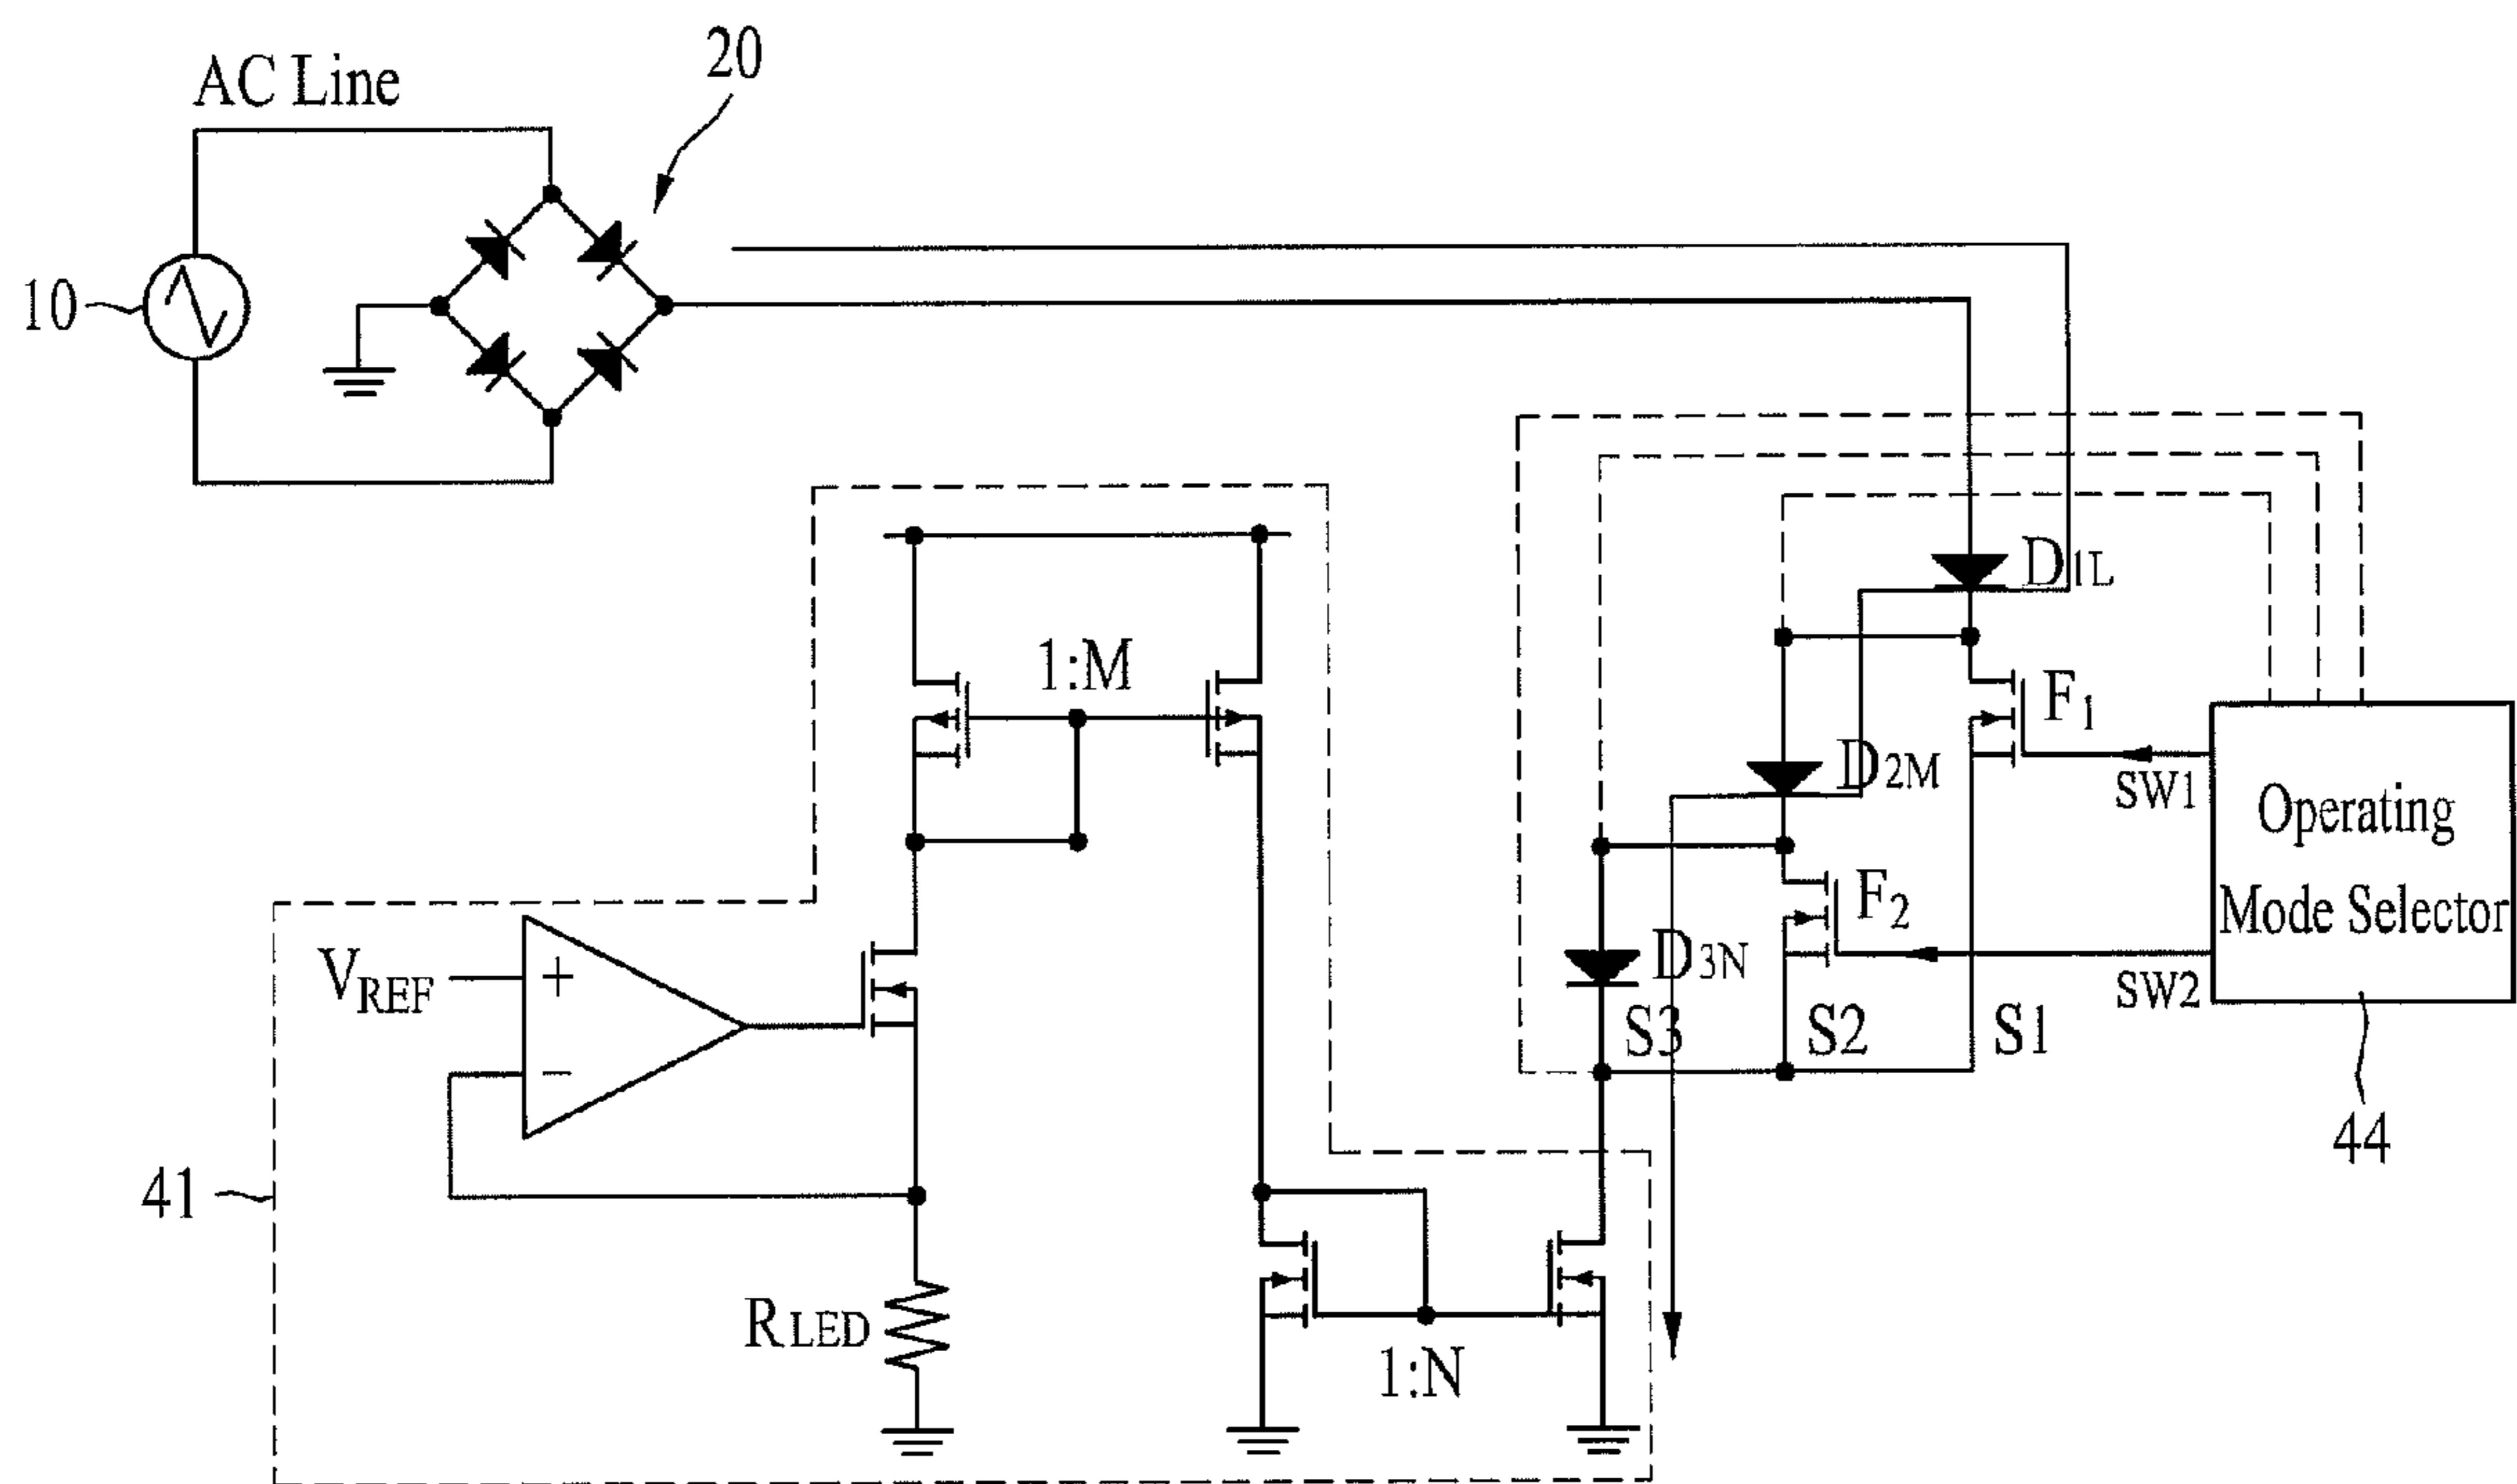 AC Line
20
10
D1L
1:M
F1
D2M
SW1
Operating
Mode Selector
F2
VREF
+
D3N
SW2
S3
S2
S1
−
44
41
RLED
1:N